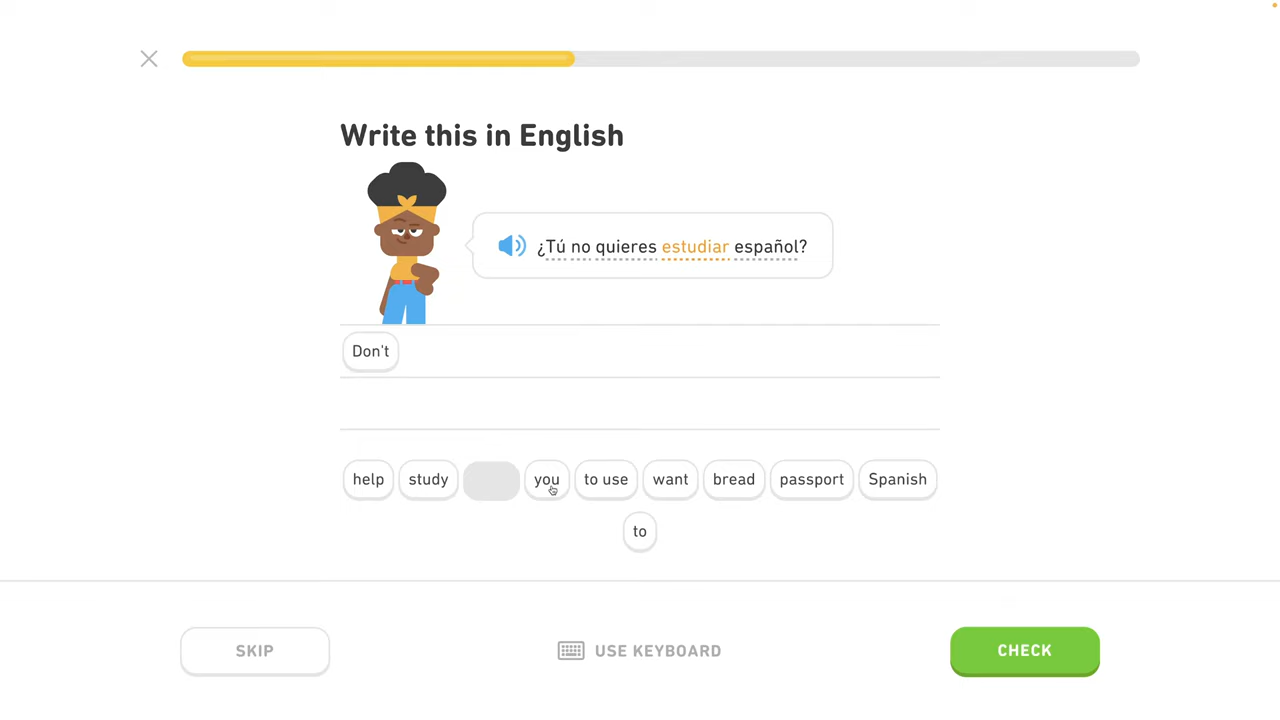 Write this in English
¿Tú no quieres estudiar español?
Don't
help study you to use want bread passport Spanish
to
SKIP USE KEYBOARD CHECK